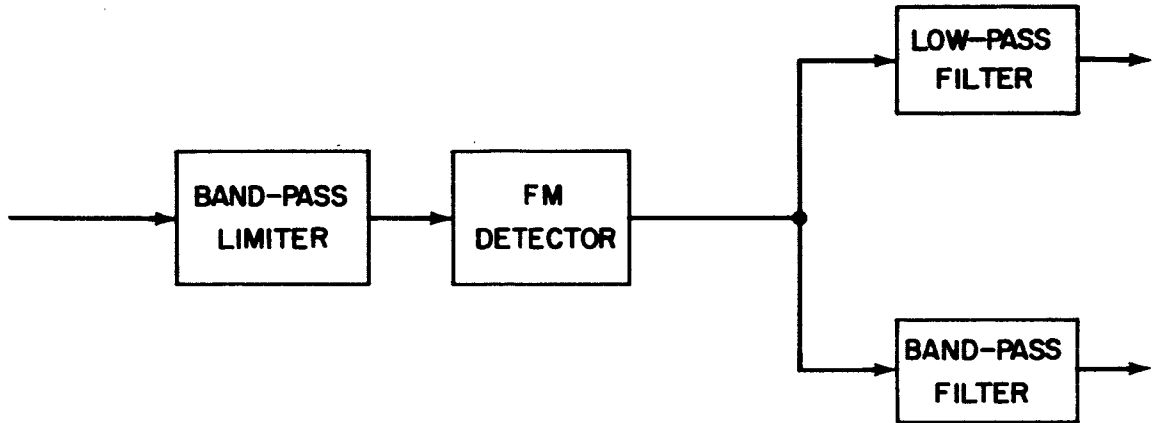 LOW-PASS
FILTER
BAND-PASS
LIMITER
FM
DETECTOR
BAND-PASS
FILTER